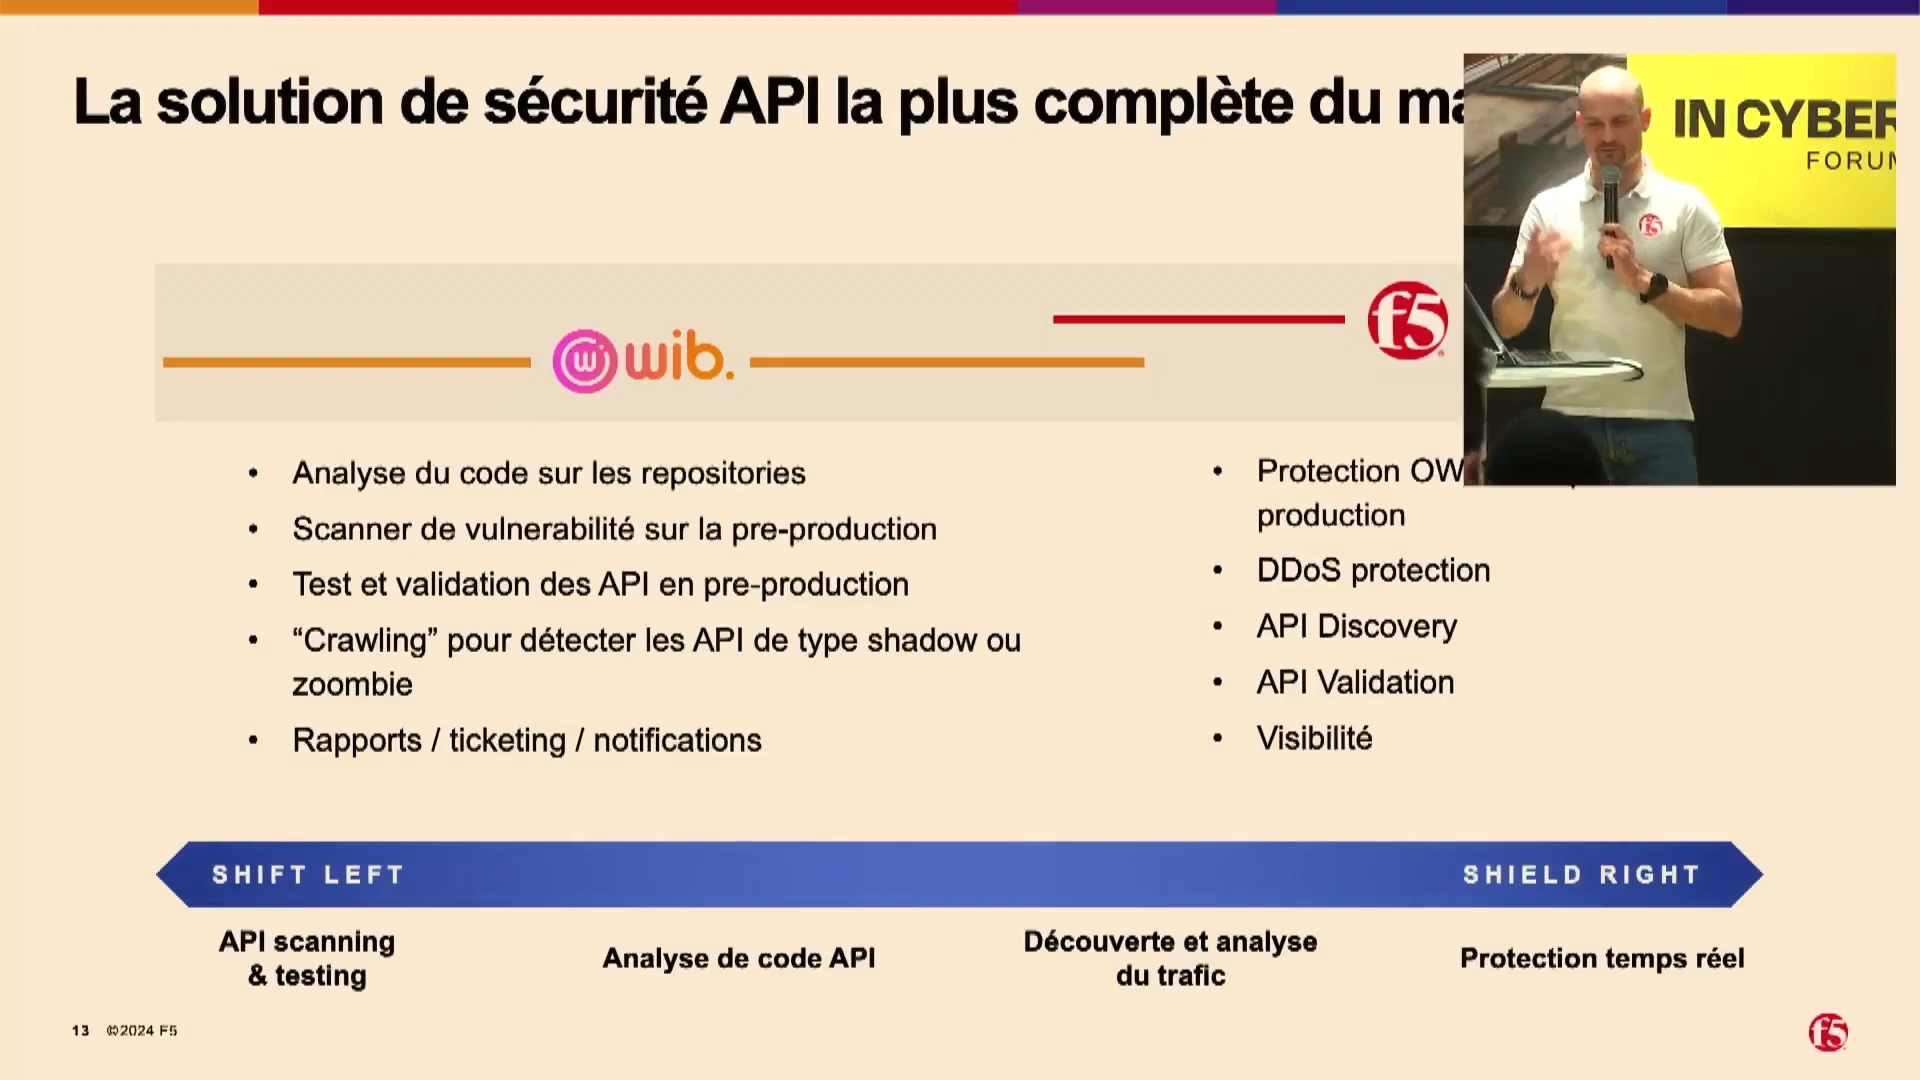 La solution de sécurité API la plus complète du
IN CYBER
FORUM
f5
wib.
f5
• Analyse du code sur les repositories
• Scanner de vulnerabilité sur la pre-production
• Test et validation des API en pre-production
• “Crawling” pour détecter les API de type shadow ou
zoombie
• Rapports / ticketing / notifications
• Protection
production
• DDoS protection
• API Discovery
• API Validation
• Visibilité
SHIFT LEFT
SHIELD RIGHT
API scanning
& testing
Analyse de code API
Découverte et analyse
du trafic
Protection temps réel
13 ©2024 F5
f5